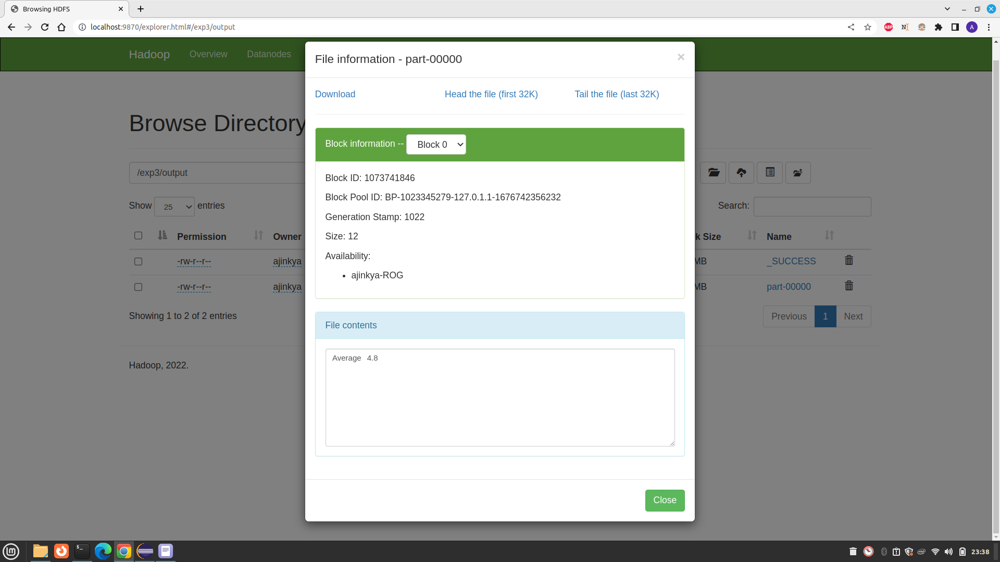 Browsing HDFS
localhost:9870/explorer.html#/exp3/output
ABP
A
Hadoop Overview Datanodes
File information - part-00000
×
Download Head the file (first 32K) Tail the file (last 32K)
Browse Directory
Block information -- Block 0
/exp3/output
Block ID: 1073741846
Block Pool ID: BP-1023345279-127.0.1.1-1676742356232
Generation Stamp: 1022
Size: 12
Availability:
ajinkya-ROG
Show 25 entries
Search:
Permission Owner k Size Name
-rw-r--r-- ajinkya MB _SUCCESS
-rw-r--r-- ajinkya MB part-00000
Showing 1 to 2 of 2 entries
Previous 1 Next
File contents
Average 4.8
Hadoop, 2022.
Close
23:38